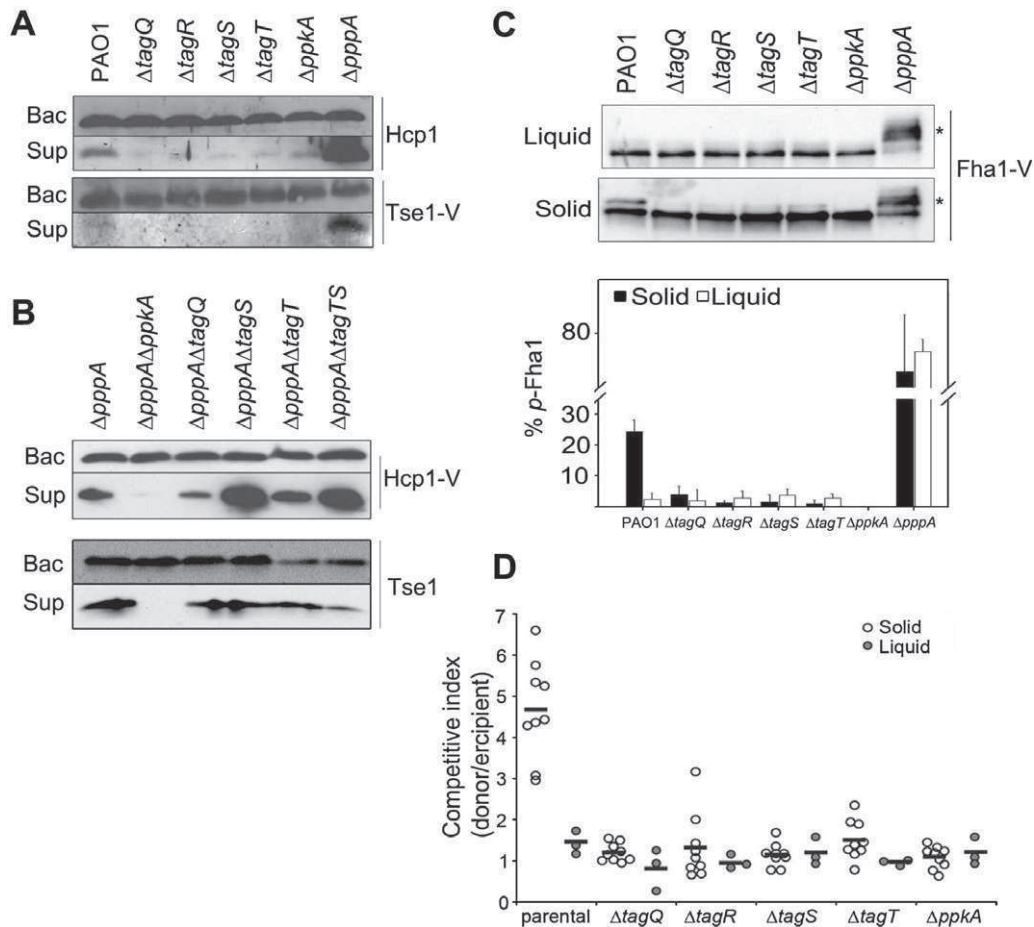 A
PAO1 ΔtagQ ΔtagR ΔtagS ΔtagT ΔppkA ΔpppA
Bac
Sup
Hcp1
Bac
Sup
Tse1-V
B
ΔpppA ΔpppAΔppkA ΔpppAΔtagQ ΔpppAΔtagS ΔpppAΔtagT ΔpppAΔtagTS
Bac
Sup
Hcp1-V
Bac
Sup
Tse1
C
PAO1 ΔtagQ ΔtagR ΔtagS ΔtagT ΔppkA ΔpppA
Liquid
*
Solid
*
Fha1-V
Solid Liquid
% p-Fha1
80
30
20
10
PAO1 ΔtagQ ΔtagR ΔtagS ΔtagT ΔppkA ΔpppA
D
Competitive index
(donor/ercipient)
Solid
Liquid
7
6
5
4
3
2
1
0
parental ΔtagQ ΔtagR ΔtagS ΔtagT ΔppkA